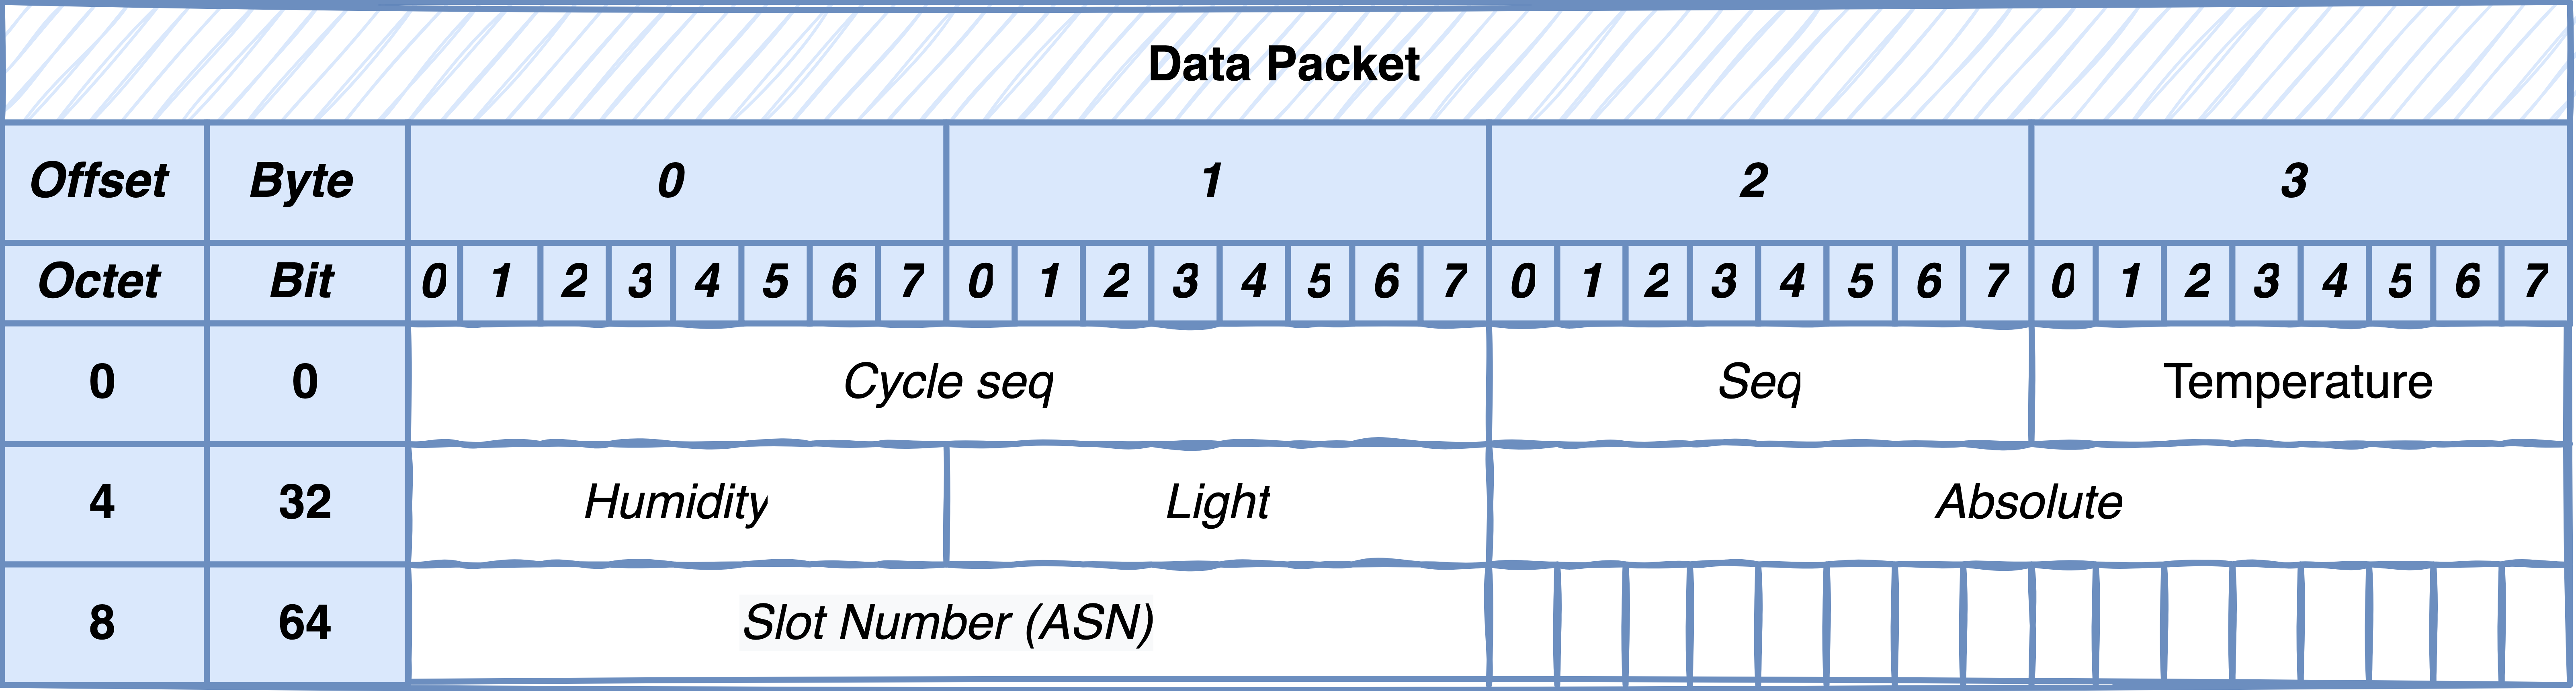 Data Packet
Offset Byte 0 1 2 3
Octet Bit 0 1 2 3 4 5 6 7 0 1 2 3 4 5 6 7 0 1 2 3 4 5 6 7 0 1 2 3 4 5 6 7
0 0 Cycle seq Seq Temperature
4 32 Humidity Light Absolute
8 64 Slot Number (ASN)